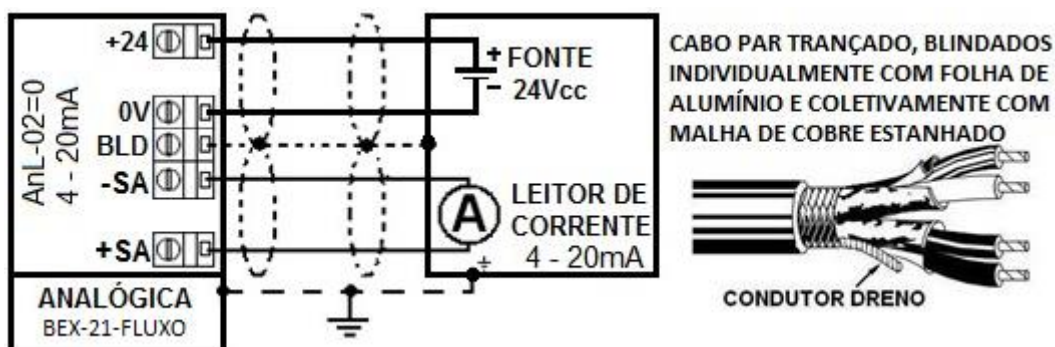 +24
0V
BLD
-SA
+SA
AnL-02=0
4 - 20mA
ANALÓGICA
BEX-21-FLUXO
+ FONTE
- 24Vcc
A
LEITOR DE
CORRENTE
4 - 20mA
CABO PAR TRANÇADO, BLINDADOS
INDIVIDUALMENTE COM FOLHA DE
ALUMÍNIO E COLETIVAMENTE COM
MALHA DE COBRE ESTANHADO
CONDUTOR DRENO